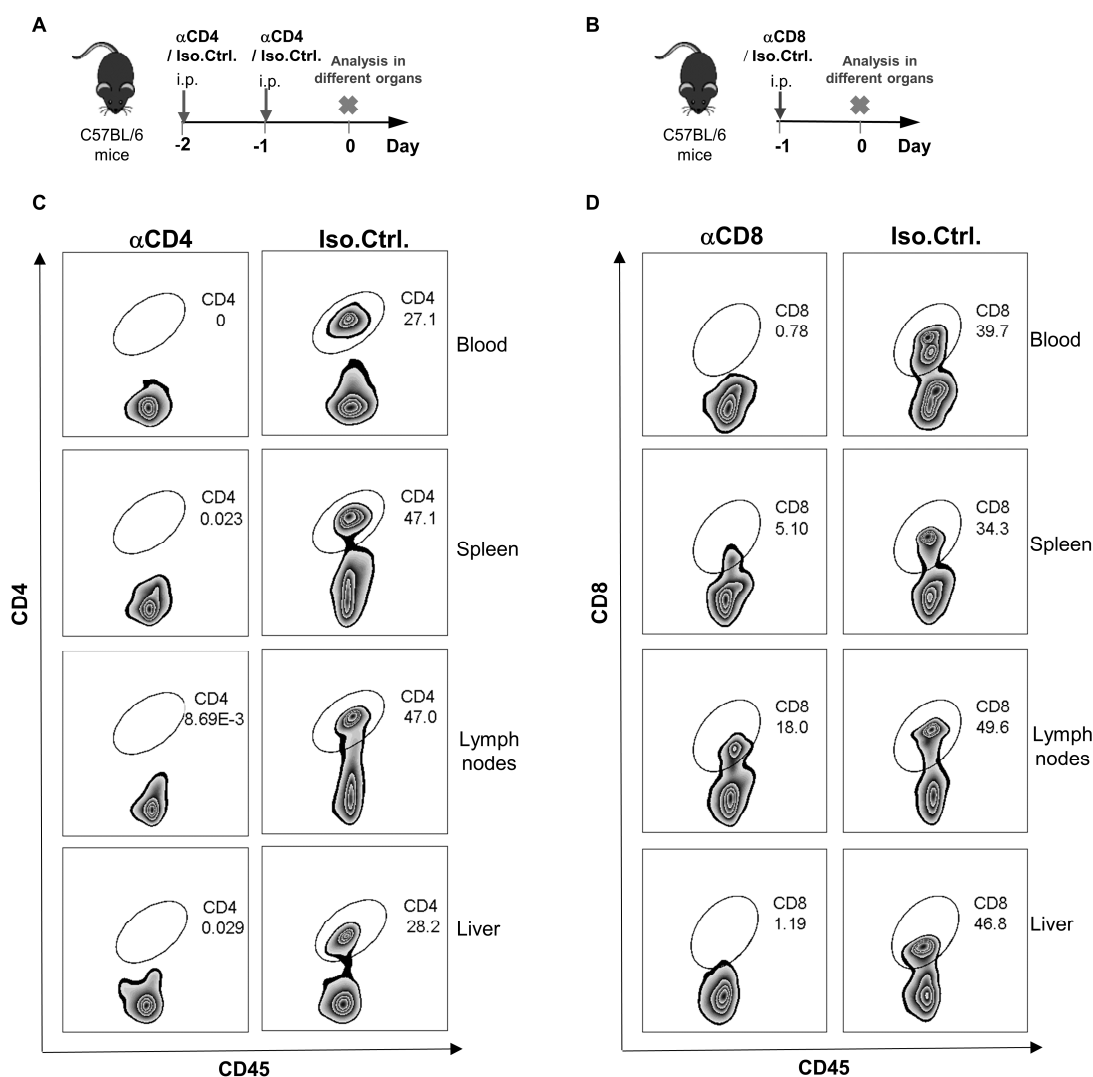 A
αCD4
/ Iso.Ctrl.
i.p.
αCD4
/ Iso.Ctrl.
i.p.
Analysis in
different organs
C57BL/6
mice
-2
-1
0
Day
B
αCD8
/ Iso.Ctrl.
i.p.
Analysis in
different organs
C57BL/6
mice
-1
0
Day
C
αCD4
Iso.Ctrl.
CD4
0
CD4
27.1
Blood
CD4
0.023
CD4
47.1
Spleen
CD4
8.69E-3
CD4
47.0
Lymph
nodes
CD4
0.029
CD4
28.2
Liver
CD4
CD45
D
αCD8
Iso.Ctrl.
CD8
0.78
CD8
39.7
Blood
CD8
5.10
CD8
34.3
Spleen
CD8
18.0
CD8
49.6
Lymph
nodes
CD8
1.19
CD8
46.8
Liver
CD8
CD45